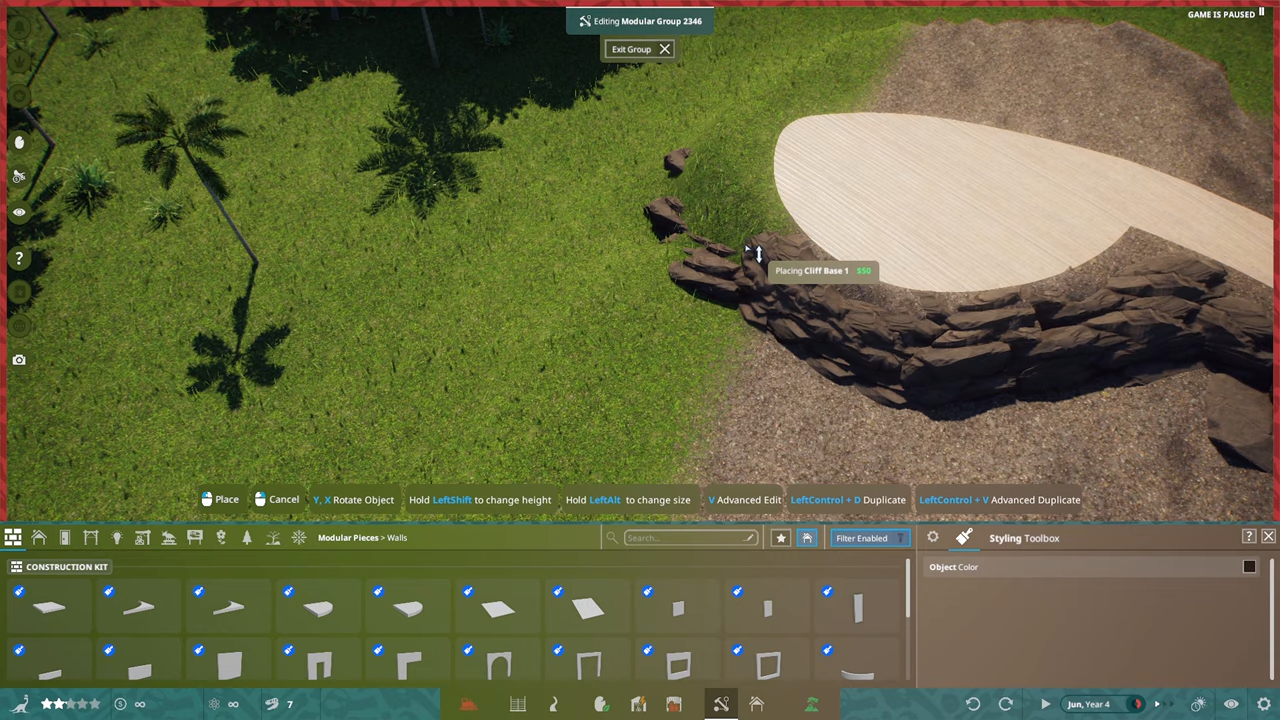 Editing Modular Group 2346
Exit Group
GAME IS PAUSED
?
Placing Cliff Base 1 $50
Place
Cancel
Y, X Rotate Object
Hold LeftShift to change height
Hold LeftAlt to change size
V Advanced Edit
LeftControl + D Duplicate
LeftControl + V Advanced Duplicate
Modular Pieces > Walls
Search...
Filter Enabled
Styling Toolbox
?
CONSTRUCTION KIT
Object Color
∞
∞
7
Jun, Year 4